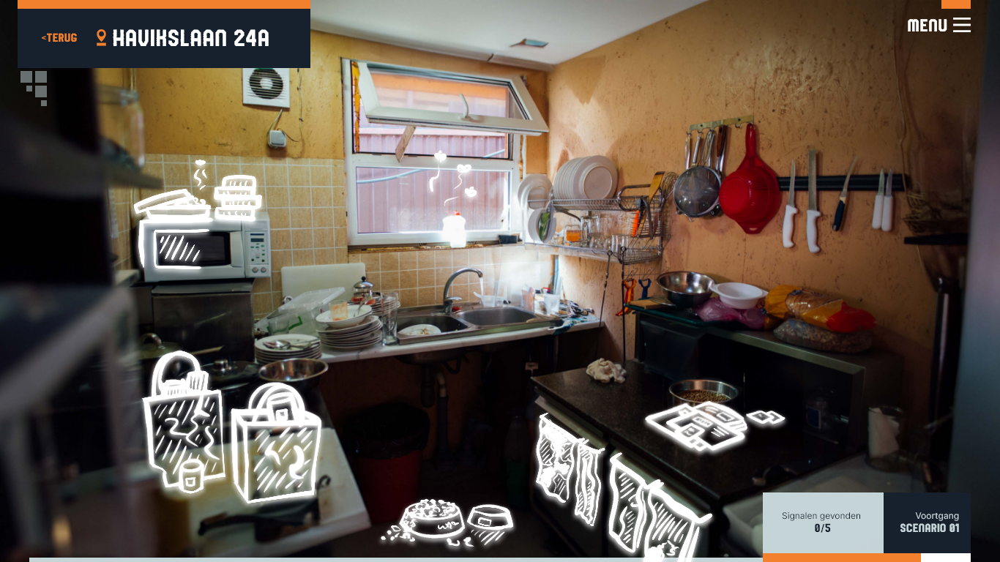 <TERUG
HAVIKSLAAN 24A
MENU
Signalen gevonden
0/5
Voortgang
SCENARIO 01